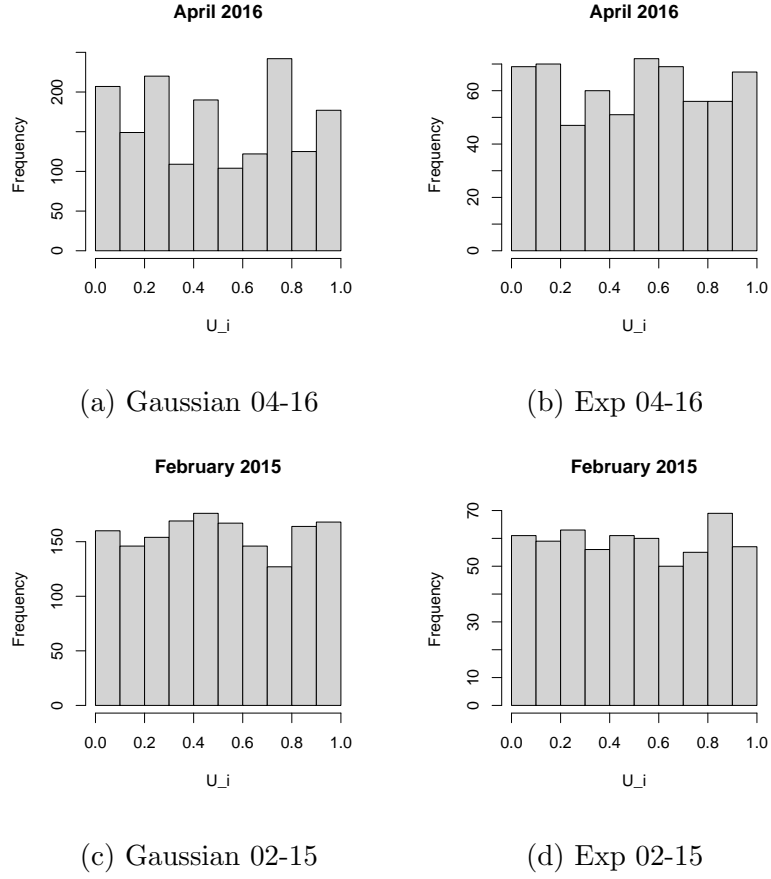 April 2016
Frequency
0 50 100 200
0.0 0.2 0.4 0.6 0.8 1.0
U_i
(a) Gaussian 04-16
April 2016
Frequency
0 20 40 60
0.0 0.2 0.4 0.6 0.8 1.0
U_i
(b) Exp 04-16
February 2015
Frequency
0 50 100 150
0.0 0.2 0.4 0.6 0.8 1.0
U_i
(c) Gaussian 02-15
February 2015
Frequency
0 10 30 50 70
0.0 0.2 0.4 0.6 0.8 1.0
U_i
(d) Exp 02-15